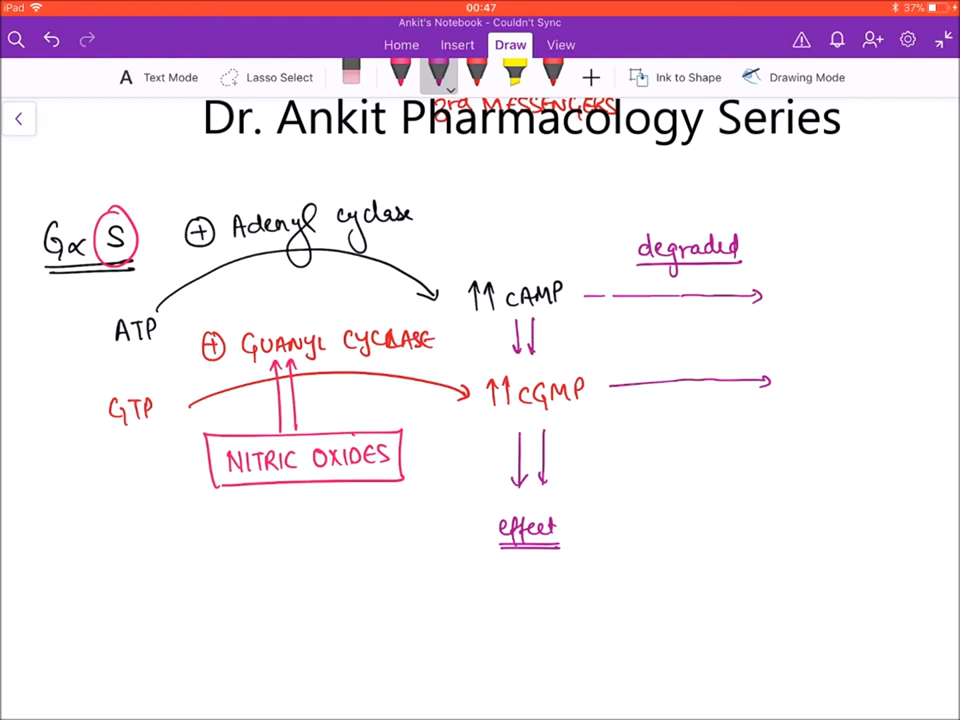 iPad 00:47 37%
Ankit's Notebook - Couldn't Sync
Home Insert Draw View
A Text Mode Lasso Select Ink to Shape Drawing Mode
3rd MESSENGERS
Dr. Ankit Pharmacology Series
Gα S + Adenyl cyclase
degraded
↑↑ cAMP
ATP
+ GUANYL CYCLASE
↑↑ CGMP
GTP
NITRIC OXIDES
effect